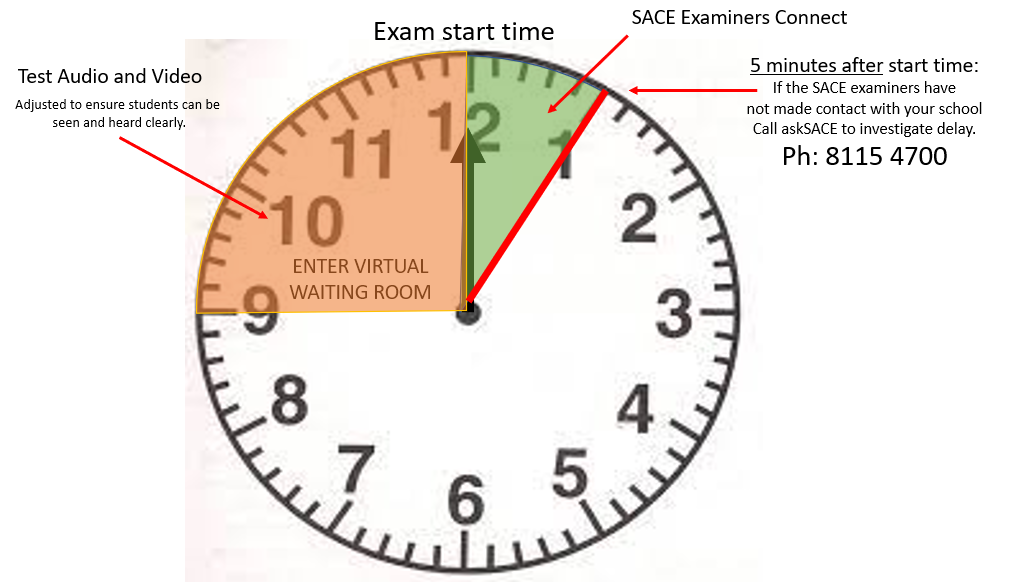 Exam start time
SACE Examiners Connect
Test Audio and Video
Adjusted to ensure students can be
seen and heard clearly.
5 minutes after start time:
If the SACE examiners have
not made contact with your school
Call askSACE to investigate delay.
Ph: 8115 4700
12
1
2
3
4
5
6
7
8
9
10
11
ENTER VIRTUAL
WAITING ROOM